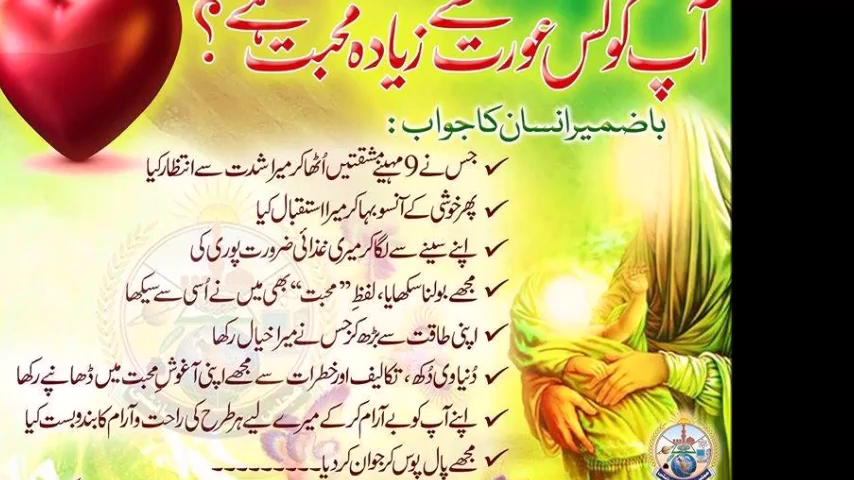 آپ کو کس عورت سے زیادہ محبت ہے؟
باضمیر انسان کا جواب :
جس نے 9 مہینے مشقتیں اُٹھا کر میرا شدت سے انتظار کیا
پھر خوشی کے آنسو بہا کر میرا استقبال کیا
اپنے سینے سے لگا کر میری غذائی ضرورت پوری کی
مجھے بولنا سکھایا، لفظِ ”محبت“ بھی میں نے اُسی سے سیکھا
اپنی طاقت سے بڑھ کر جس نے میرا خیال رکھا
دُنیاوی دُکھ، تکالیف اور خطرات سے مجھے اپنی آغوشِ محبت میں ڈھانپے رکھا
اپنے آپ کو بے آرام کر کے میرے لیے ہر طرح کی راحت و آرام کا بندوبست کیا
مجھے پال پوس کر جوان کر دیا----------